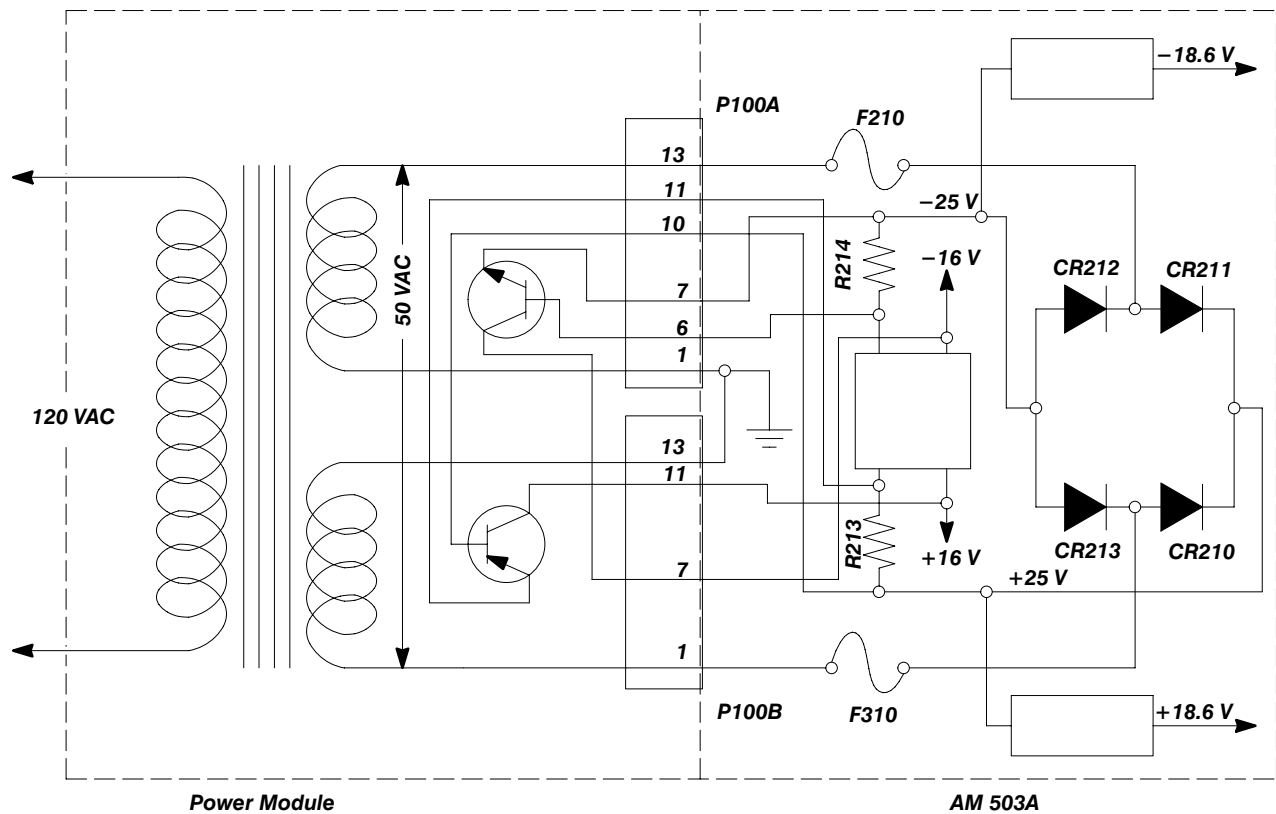 −18.6 V
P100A
F210
13
11
−25 V
10
R214
−16 V
CR212
CR211
50 VAC
7
6
1
120 VAC
13
11
R213
+16 V
CR213
CR210
7
+25 V
1
P100B
F310
+18.6 V
Power Module
AM 503A